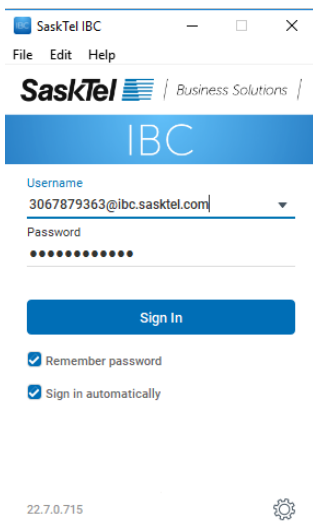 SaskTel IBC
File Edit Help
SaskTel | Business Solutions |
IBC
Username
3067879363@ibc.sasktel.com
Password
●●●●●●●●●●●●
Sign In
Remember password
Sign in automatically
22.7.0.715